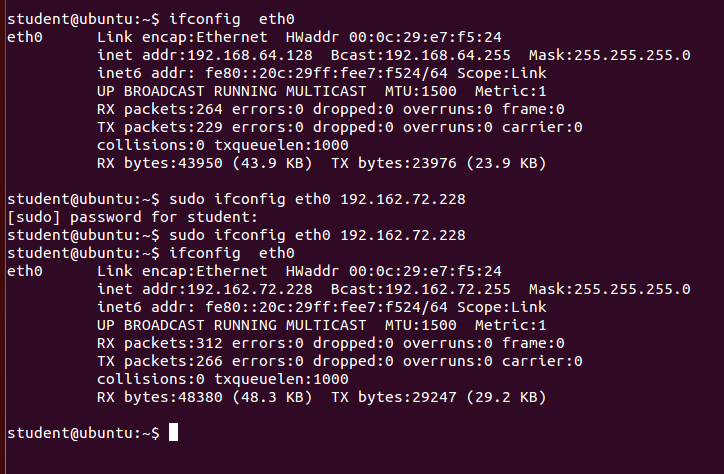 student@ubuntu:~$ ifconfig  eth0
eth0      Link encap:Ethernet  HWaddr 00:0c:29:e7:f5:24
          inet addr:192.168.64.128  Bcast:192.168.64.255  Mask:255.255.255.0
          inet6 addr: fe80::20c:29ff:fee7:f524/64 Scope:Link
          UP BROADCAST RUNNING MULTICAST  MTU:1500  Metric:1
          RX packets:264 errors:0 dropped:0 overruns:0 frame:0
          TX packets:229 errors:0 dropped:0 overruns:0 carrier:0
          collisions:0 txqueuelen:1000
          RX bytes:43950 (43.9 KB)  TX bytes:23976 (23.9 KB)
student@ubuntu:~$ sudo ifconfig eth0 192.162.72.228
[sudo] password for student:
student@ubuntu:~$ sudo ifconfig eth0 192.162.72.228
student@ubuntu:~$ ifconfig  eth0
eth0      Link encap:Ethernet  HWaddr 00:0c:29:e7:f5:24
          inet addr:192.162.72.228  Bcast:192.162.72.255  Mask:255.255.255.0
          inet6 addr: fe80::20c:29ff:fee7:f524/64 Scope:Link
          UP BROADCAST RUNNING MULTICAST  MTU:1500  Metric:1
          RX packets:312 errors:0 dropped:0 overruns:0 frame:0
          TX packets:266 errors:0 dropped:0 overruns:0 carrier:0
          collisions:0 txqueuelen:1000
          RX bytes:48380 (48.3 KB)  TX bytes:29247 (29.2 KB)
student@ubuntu:~$